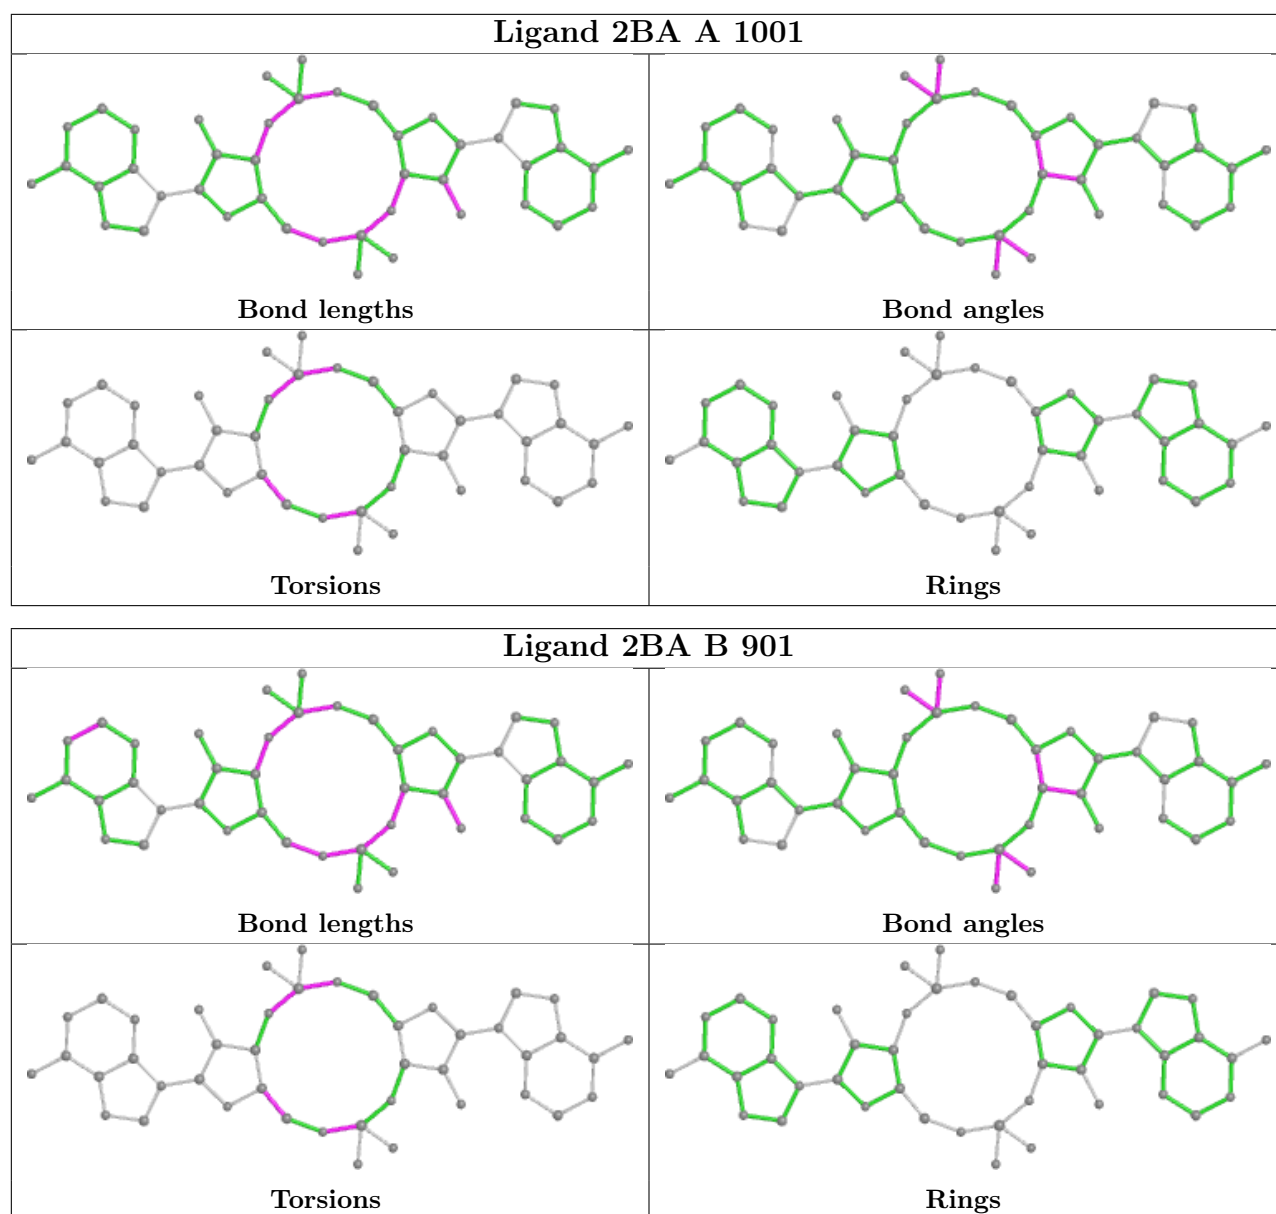 Ligand 2BA A 1001
Bond lengths
Bond angles
Torsions
Rings
Ligand 2BA B 901
Bond lengths
Bond angles
Torsions
Rings